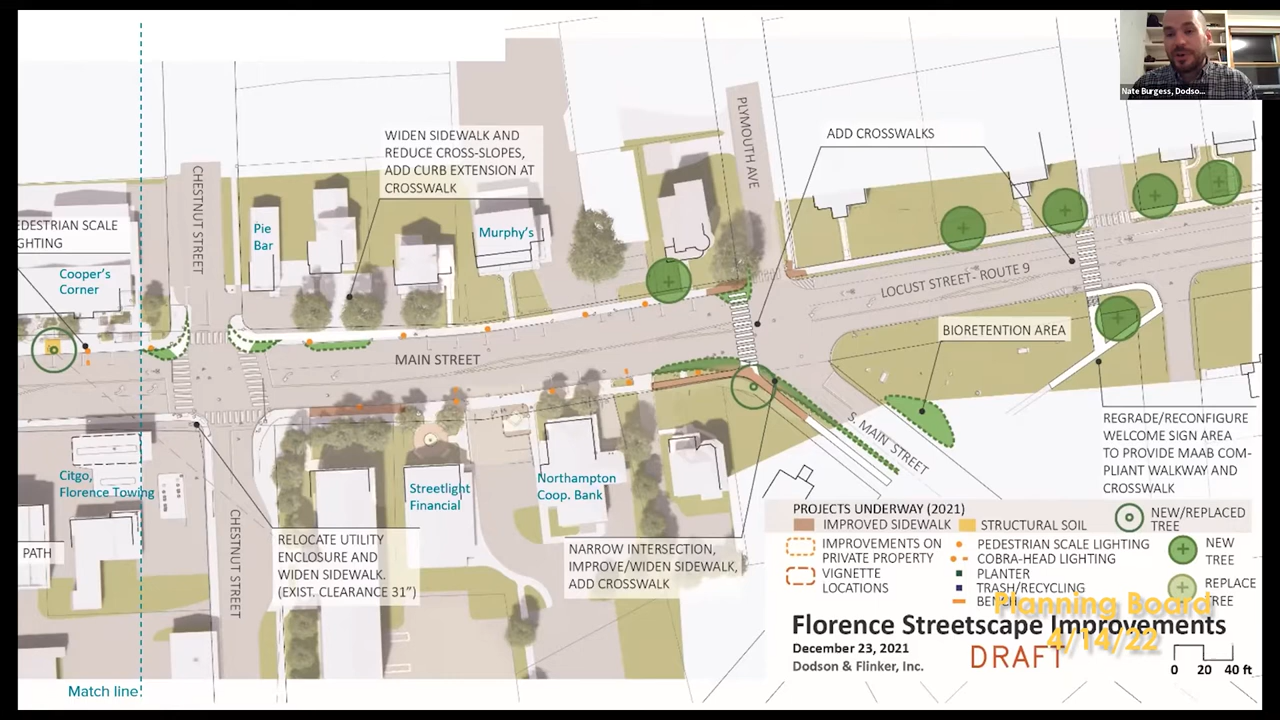 Nate Burgess, Dodso...
WIDEN SIDEWALK AND
REDUCE CROSS-SLOPES,
ADD CURB EXTENSION AT
CROSSWALK
PLYMOUTH AVE
ADD CROSSWALKS
CHESTNUT STREET
EDESTRIAN SCALE
GHTING
Pie
Bar
Murphy's
Cooper's
Corner
LOCUST STREET - ROUTE 9
BIORETENTION AREA
MAIN STREET
S. MAIN STREET
REGRADE/RECONFIGURE
WELCOME SIGN AREA
TO PROVIDE MAAB COM-
PLIANT WALKWAY AND
CROSSWALK
Citgo,
Florence Towing
Streetlight
Financial
Northampton
Coop. Bank
CHESTNUT STREET
PATH
RELOCATE UTILITY
ENCLOSURE AND
WIDEN SIDEWALK.
(EXIST. CLEARANCE 31")
NARROW INTERSECTION,
IMPROVE/WIDEN SIDEWALK,
ADD CROSSWALK
PROJECTS UNDERWAY (2021)
IMPROVED SIDEWALK
STRUCTURAL SOIL
NEW/REPLACED
TREE
IMPROVEMENTS ON
PRIVATE PROPERTY
VIGNETTE
LOCATIONS
PEDESTRIAN SCALE LIGHTING
COBRA-HEAD LIGHTING
PLANTER
TRASH/RECYCLING
BENCH
NEW
TREE
REPLACE
TREE
Planning Board
4/14/22
Florence Streetscape Improvements
December 23, 2021
Dodson & Flinker, Inc.
DRAFT
0 20 40 ft
Match line